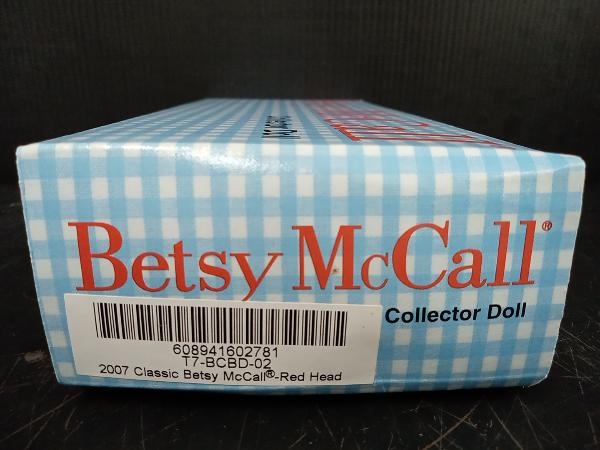 Betsy McCall®
Collector Doll
608941602781
T7-BCBD-02
2007 Classic Betsy McCall®-Red Head